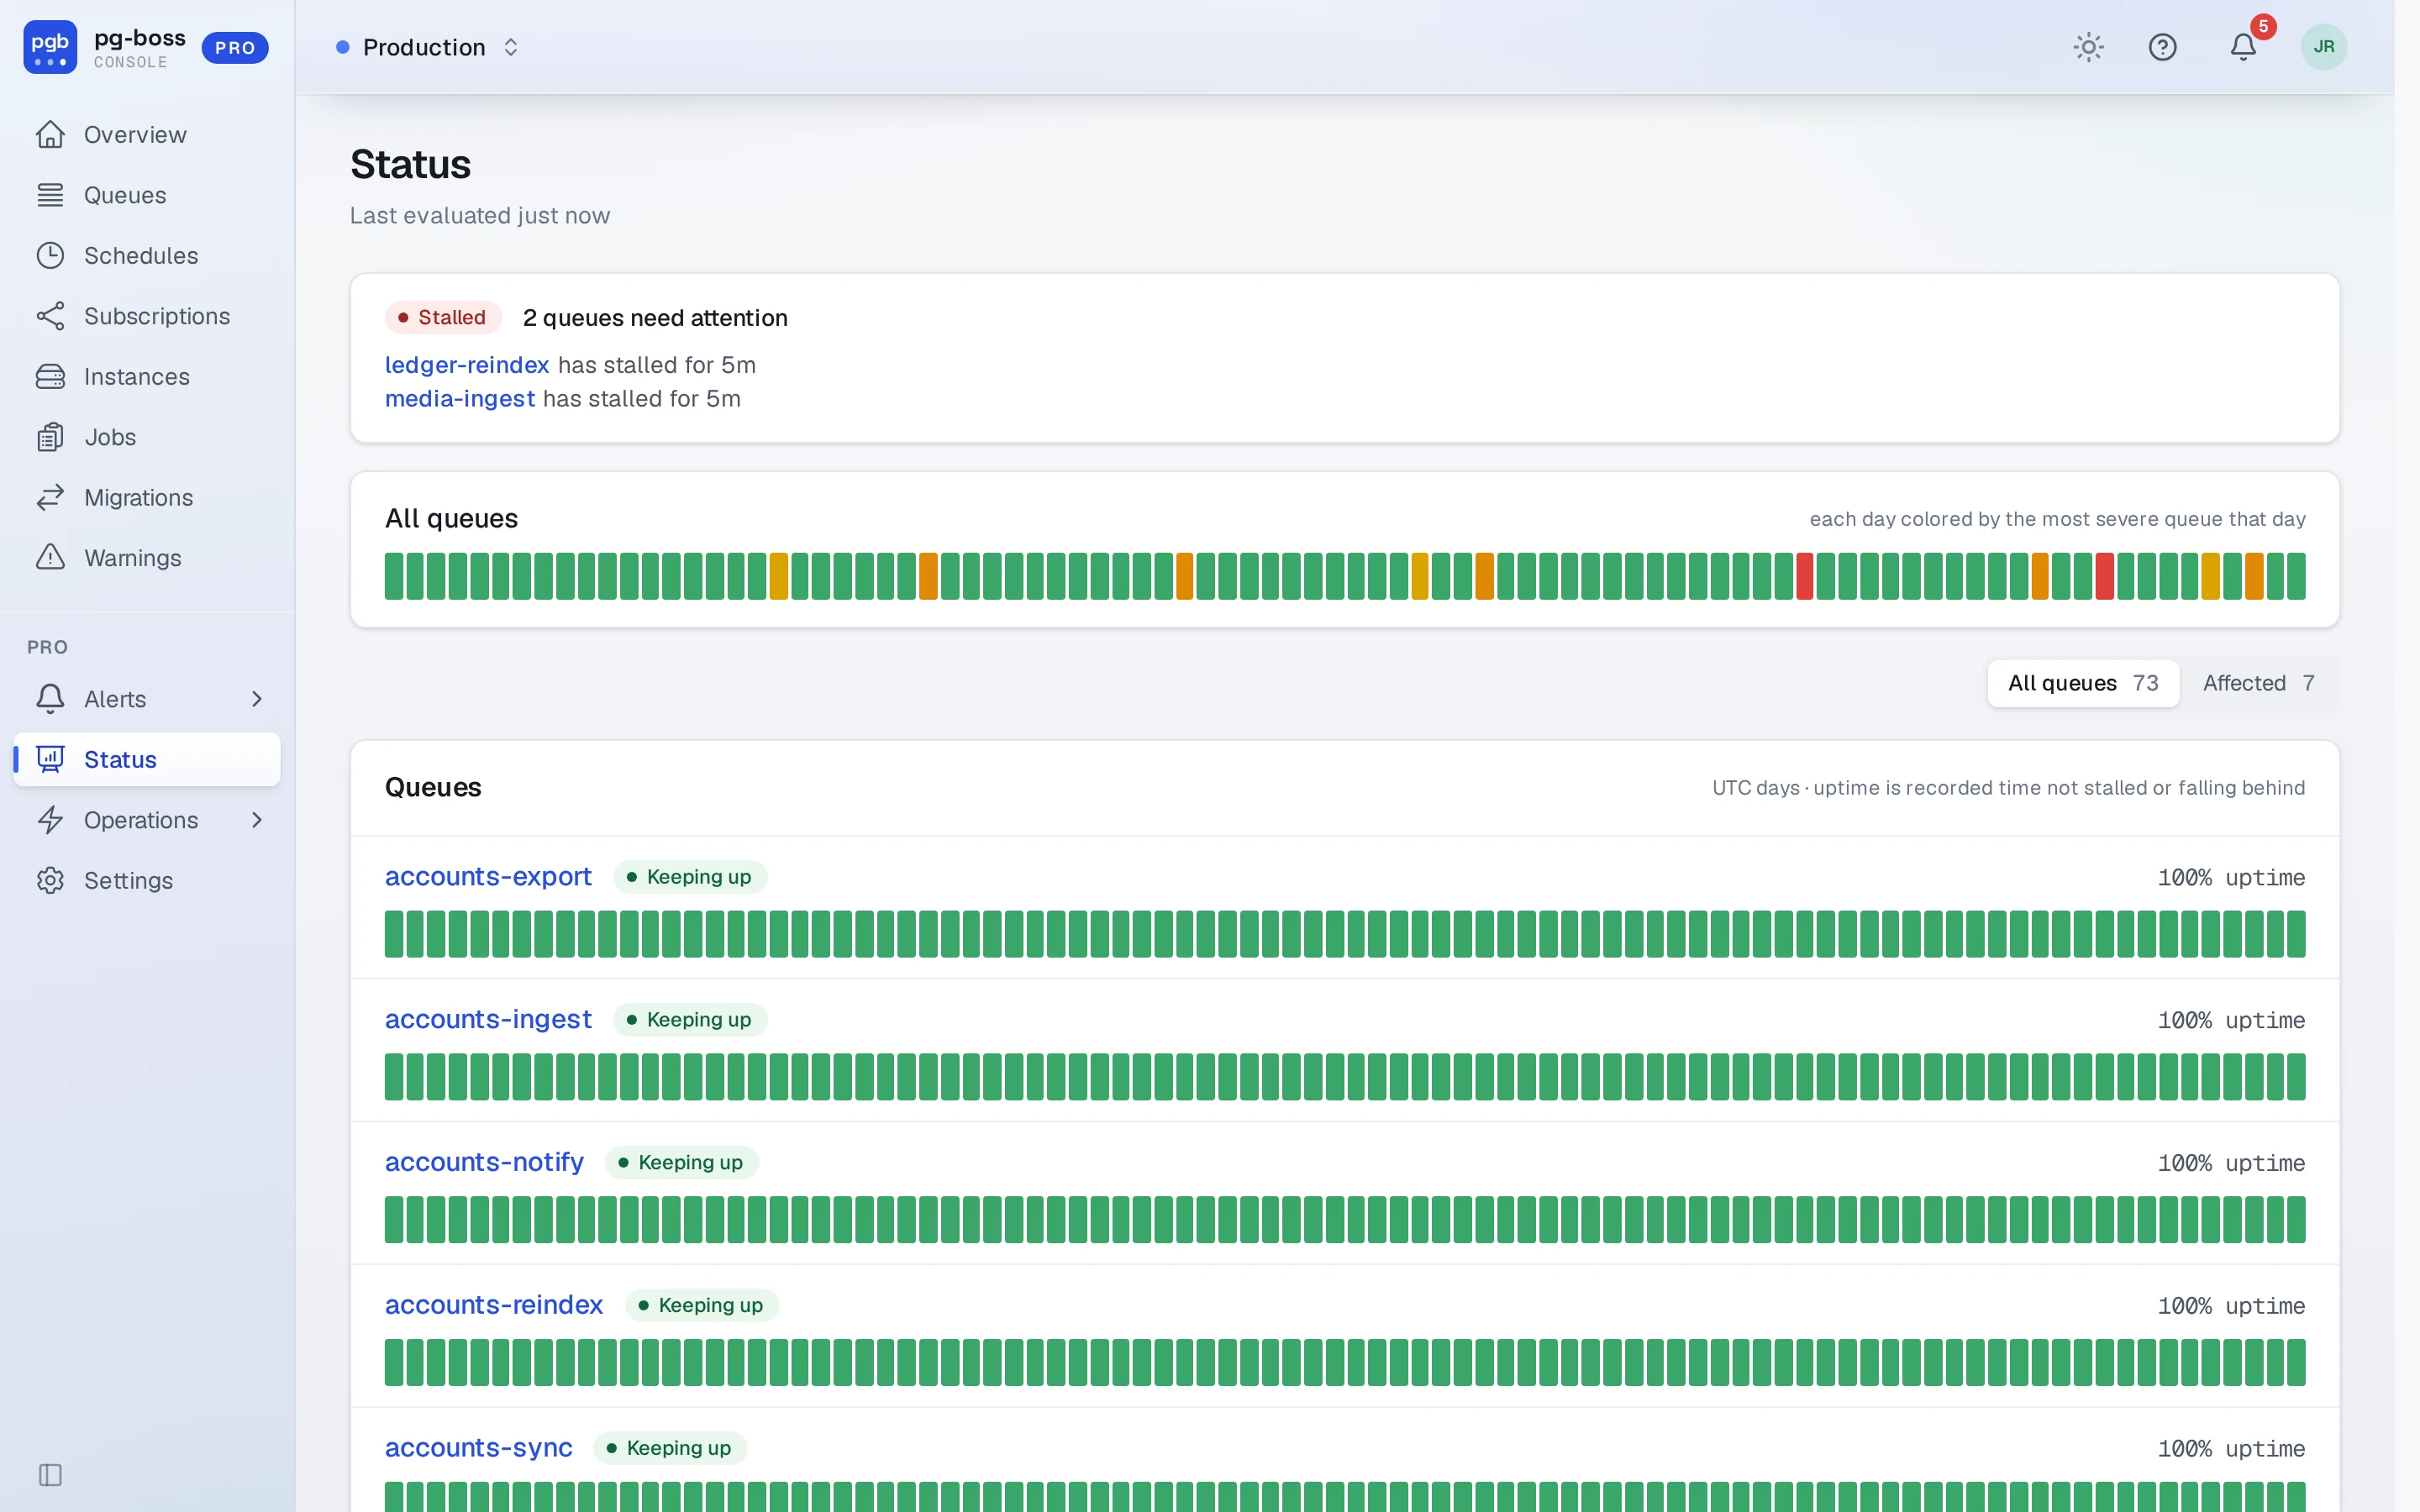 pgb
pg-boss
CONSOLE
PRO
Production
5
JR
Overview
Queues
Schedules
Subscriptions
Instances
Jobs
Migrations
Warnings
PRO
Alerts
Status
Operations
Settings
Status
Last evaluated just now
Stalled 2 queues need attention
ledger-reindex has stalled for 5m
media-ingest has stalled for 5m
All queues
each day colored by the most severe queue that day
All queues 73 Affected 7
Queues
UTC days · uptime is recorded time not stalled or falling behind
accounts-export Keeping up 100% uptime
accounts-ingest Keeping up 100% uptime
accounts-notify Keeping up 100% uptime
accounts-reindex Keeping up 100% uptime
accounts-sync Keeping up 100% uptime